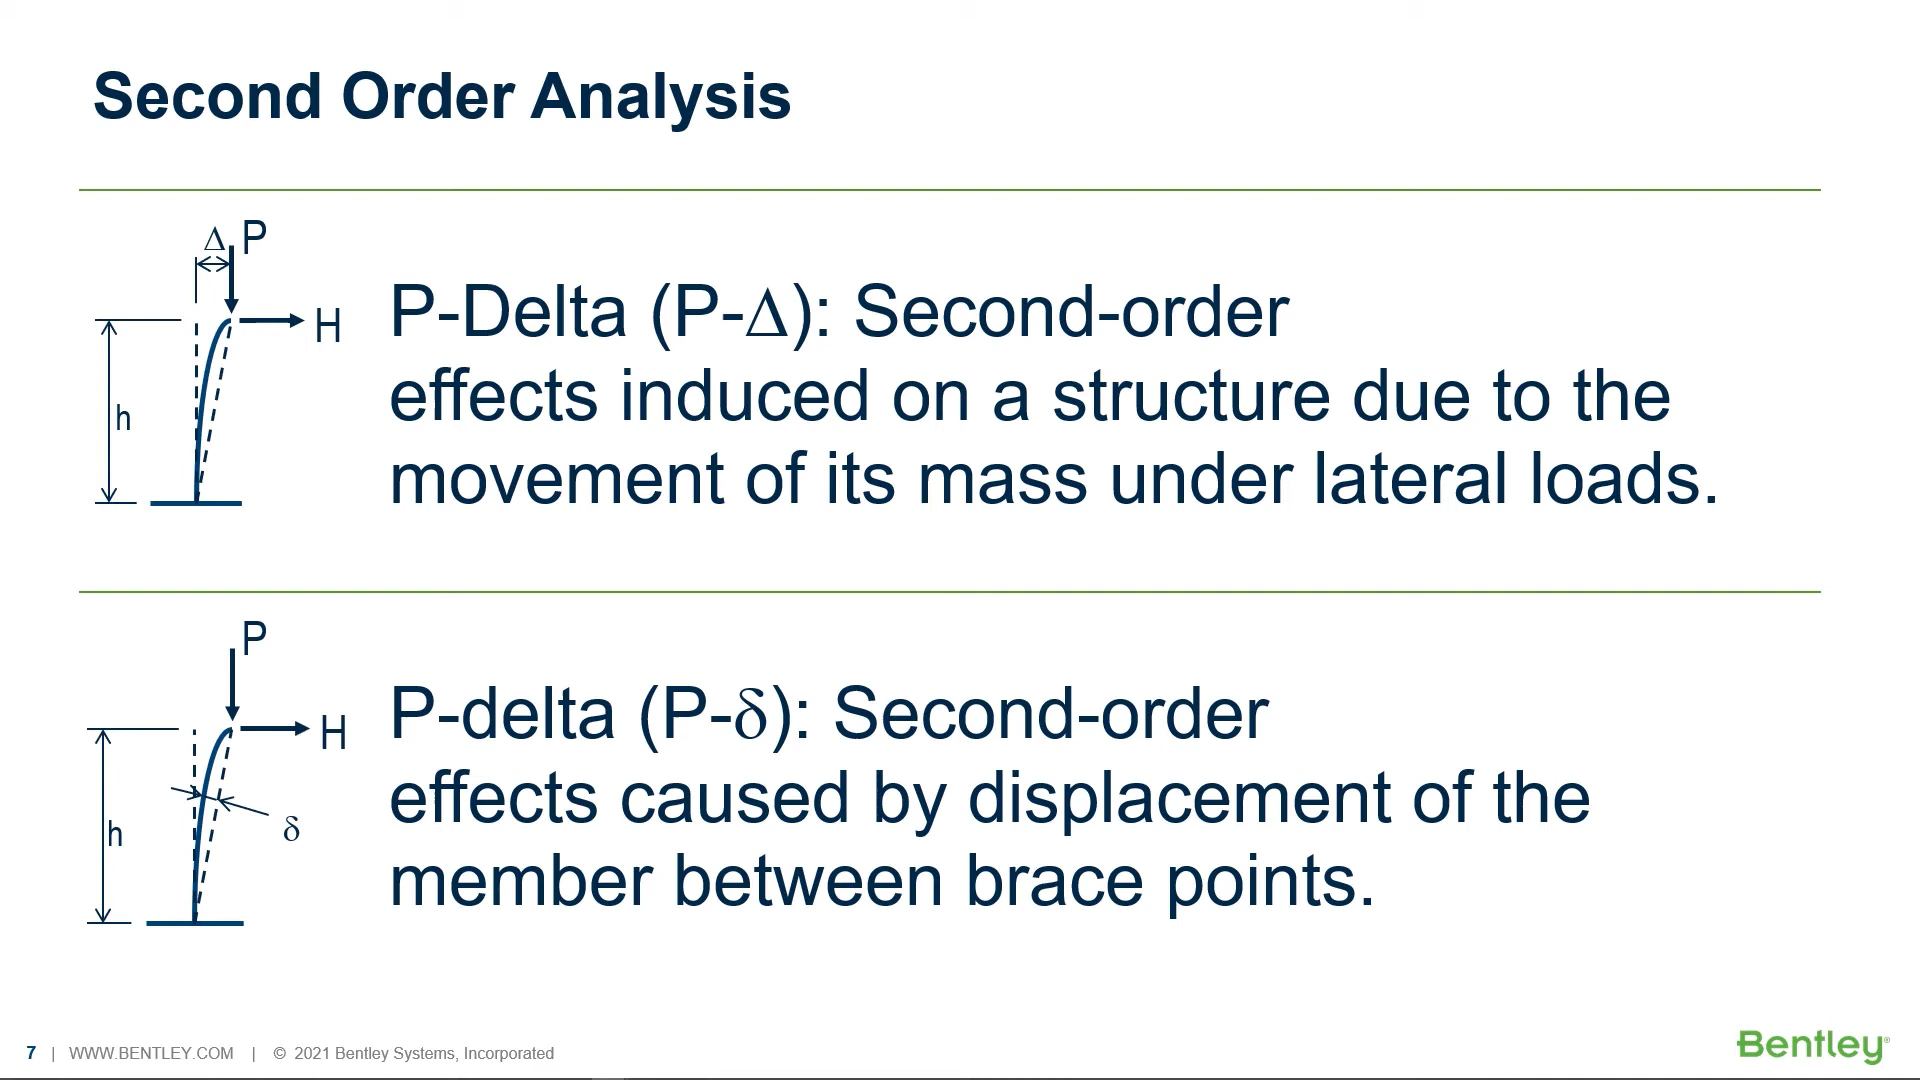 Second Order Analysis
Δ P
H
h
P-Delta (P-Δ): Second-order
effects induced on a structure due to the
movement of its mass under lateral loads.
P
H
h
δ
P-delta (P-δ): Second-order
effects caused by displacement of the
member between brace points.
7 | WWW.BENTLEY.COM | © 2021 Bentley Systems, Incorporated
Bentley®